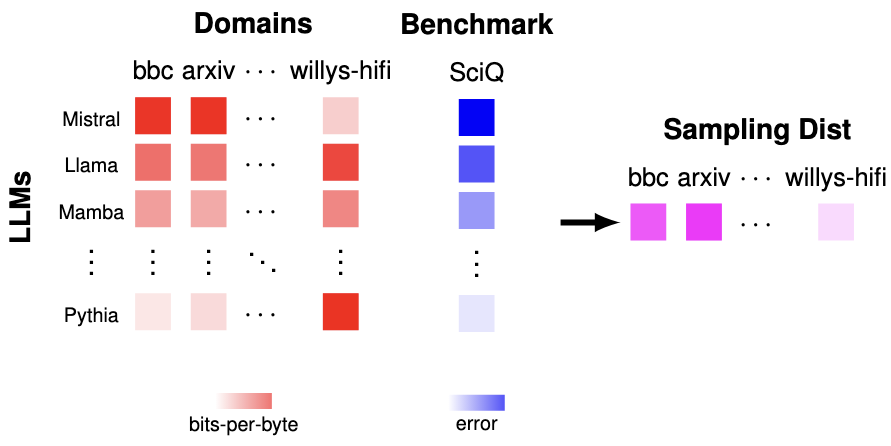 Domains
Benchmark
bbc arxiv ··· willys-hifi
SciQ
LLMs
Mistral ···
Llama ···
Mamba ···
Pythia ···
bits-per-byte
error
Sampling Dist
bbc arxiv ··· willys-hifi
···